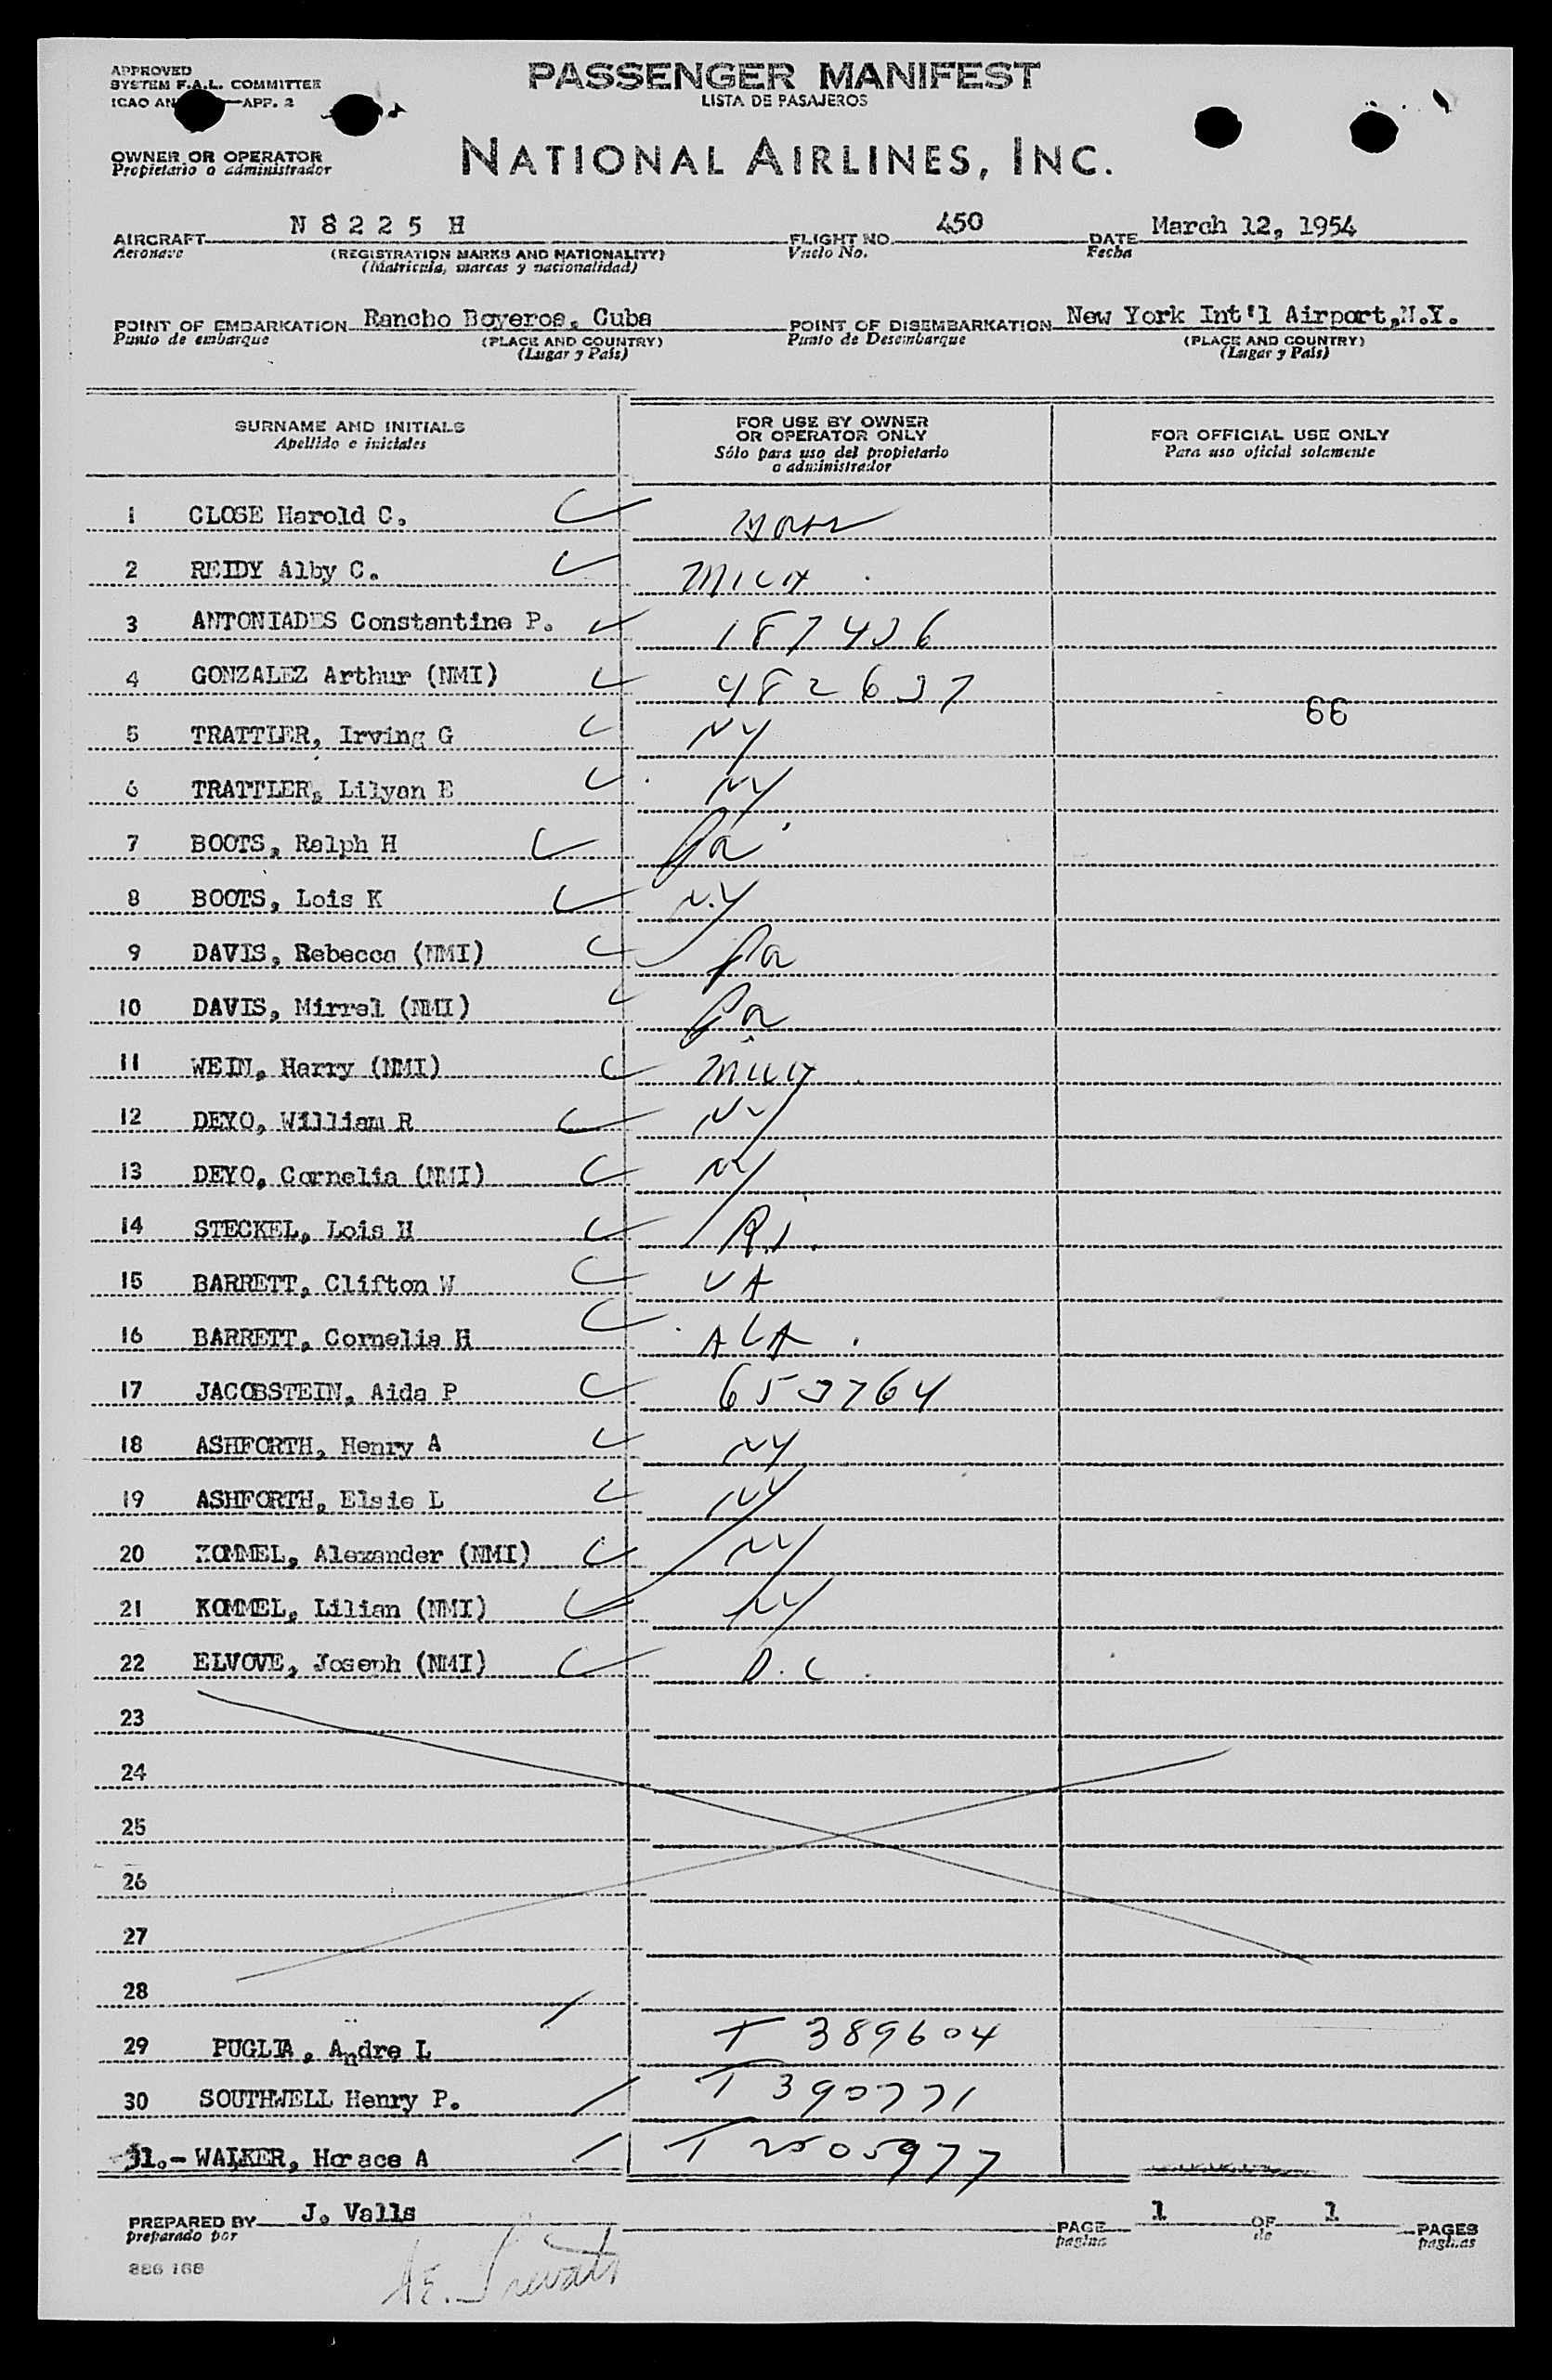 APPROVED
SYSTEM F.A.L. COMMITTEE
ICAO AN APP. 2
PASSENGER MANIFEST
LISTA DE PASAJEROS
OWNER OR OPERATOR
Propietario o administrador
NATIONAL AIRLINES, INC.
AIRCRAFT N 8 2 2 5 H FLIGHT NO. 450 DATE March 12, 1954
Aeronave (REGISTRATION MARKS AND NATIONALITY) Vuelo No. Fecha
(Matricula, marcas y nacionalidad)
POINT OF EMBARKATION Rancho Boyeros, Cuba POINT OF DISEMBARKATION New York Int'l Airport,N.Y.
Punto de embarque (PLACE AND COUNTRY) Punto de Desembarque (PLACE AND COUNTRY)
(Lugar y País) (Lugar y País)
SURNAME AND INITIALS
Apellido e iniciales
FOR USE BY OWNER
OR OPERATOR ONLY
Sólo para uso del propietario
o administrador
FOR OFFICIAL USE ONLY
Para uso oficial solamente
1 CLOSE Harold C.
2 REIDY Alby C. Mich
3 ANTONIADES Constantine P. 187436
4 GONZALEZ Arthur (NMI) 482637
66
5 TRATTLER, Irving G NY
6 TRATTLER, Lilyan E NY
7 BOOTS, Ralph H Pa
8 BOOTS, Lois K N.Y
9 DAVIS, Rebecca (NMI) Pa
10 DAVIS, Mirrel (NMI) Pa
11 WEIN, Harry (NMI) Mich
12 DEYO, William R NY
13 DEYO, Cornelia (NMI) NY
14 STECKEL, Lois H R.I.
15 BARRETT, Clifton W VA
16 BARRETT, Cornelia H ALA.
17 JACOBSTEIN, Aida P 653764
18 ASHFORTH, Henry A NY
19 ASHFORTH, Elsie L NY
20 KOMMEL, Alexander (NMI) NY
21 KOMMEL, Lilian (NMI) NY
22 ELVOVE, Joseph (NMI) D.C.
23
24
25
26
27
28
29 PUGLIA, Andre L T 389604
30 SOUTHWELL Henry P. T 390771
31.- WALKER, Horace A T 2505977
PREPARED BY J. Valls PAGE 1 OF 1 PAGES
preparado por pagina de paginas
886 168